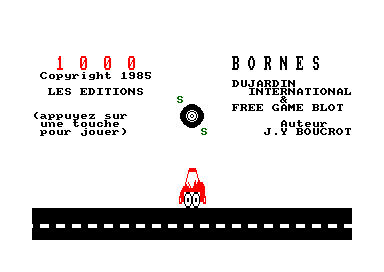 1 0 0 0
Copyright 1985
LES EDITIONS
(appuyez sur
une touche
pour jouer)
S
S
B O R N E S
DUJARDIN
INTERNATIONAL
&
FREE GAME BLOT
Auteur
J.Y BOUCROT